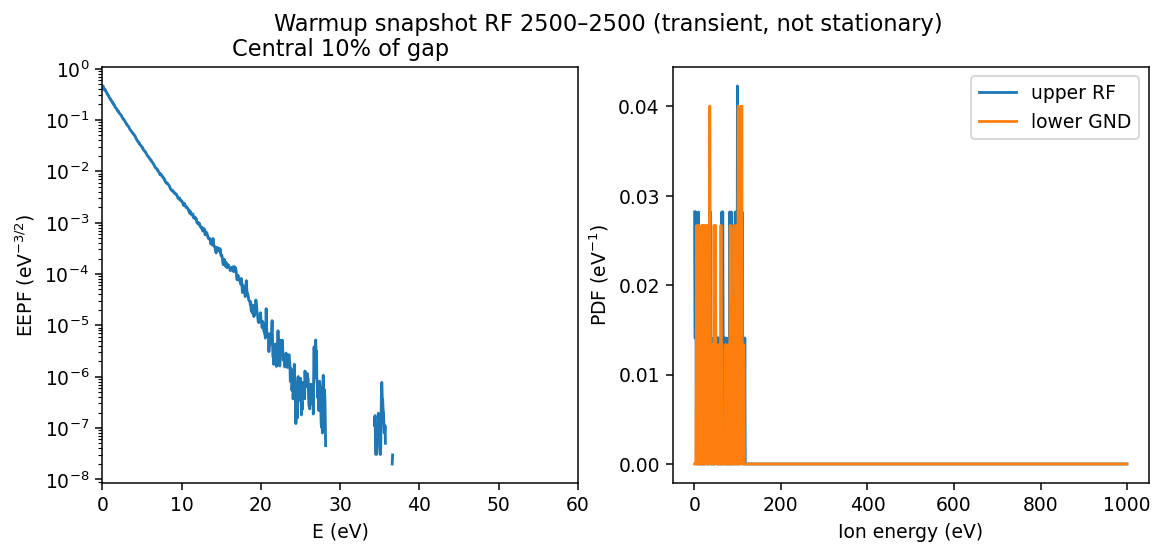 Warmup snapshot RF 2500–2500 (transient, not stationary)
Central 10% of gap
10⁰
10⁻¹
10⁻²
10⁻³
10⁻⁴
10⁻⁵
10⁻⁶
10⁻⁷
10⁻⁸
EEPF (eV⁻³ᐟ²)
0 10 20 30 40 50 60
E (eV)
upper RF
lower GND
0.04
0.03
0.02
0.01
0.00
PDF (eV⁻¹)
0 200 400 600 800 1000
Ion energy (eV)